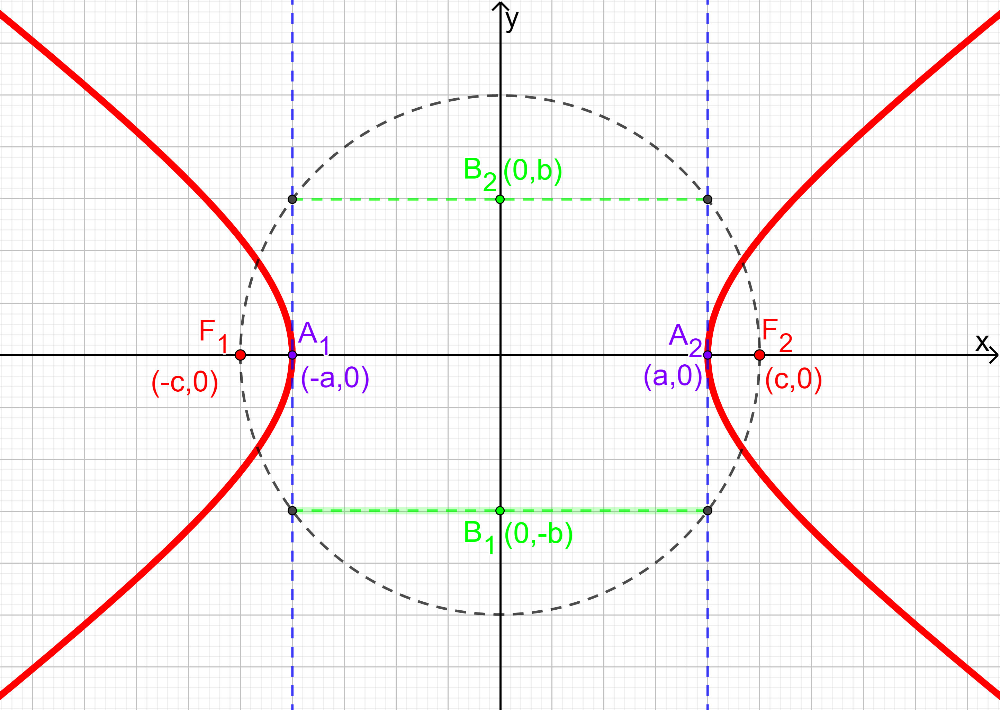 y
B2 (0,b)
F1
A1
A2
F2
x
(-c,0)
(-a,0)
(a,0)
(c,0)
B1 (0,-b)